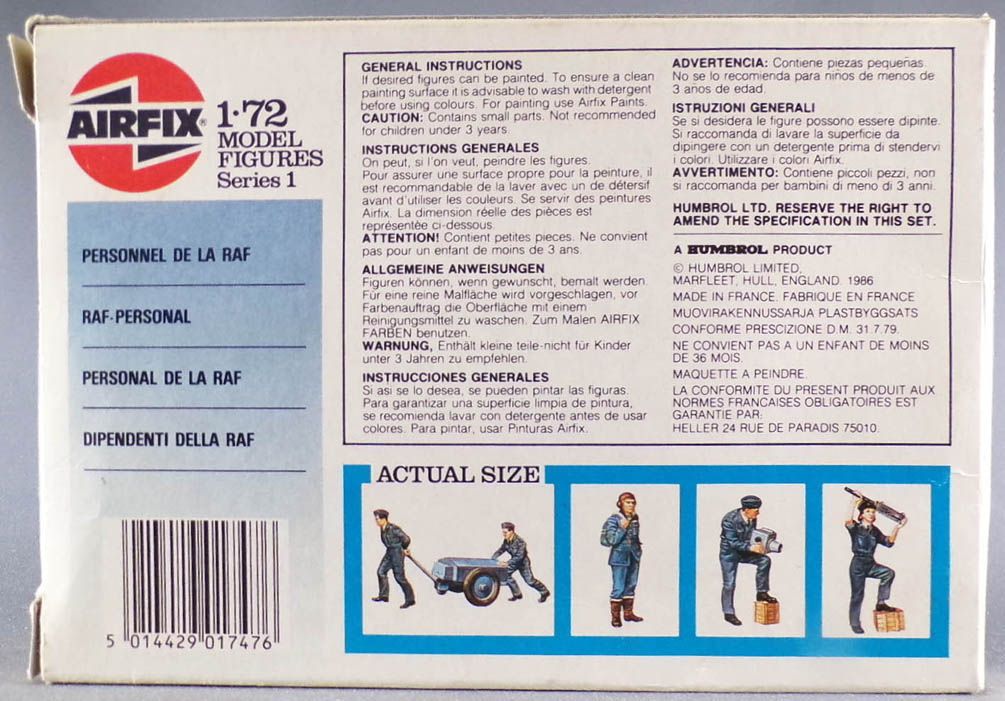 AIRFIX®
1·72
MODEL
FIGURES
Series 1
PERSONNEL DE LA RAF
RAF-PERSONAL
PERSONAL DE LA RAF
DIPENDENTI DELLA RAF
5 014429 017476
GENERAL INSTRUCTIONS
If desired figures can be painted. To ensure a clean
painting surface it is advisable to wash with detergent
before using colours. For painting use Airfix Paints.
CAUTION: Contains small parts. Not recommended
for children under 3 years.
INSTRUCTIONS GENERALES
On peut, si l'on veut, peindre les figures.
Pour assurer une surface propre pour la peinture, il
est recommandable de la laver avec un de détersif
avant d'utiliser les couleurs. Se servir des peintures
Airfix. La dimension réelle des pièces est
représentée ci-dessous.
ATTENTION! Contient petites pieces. Ne convient
pas pour un enfant de moins de 3 ans.
ALLGEMEINE ANWEISUNGEN
Figuren können, wenn gewunscht, bemalt werden.
Für eine reine Malfläche wird vorgeschlagen, vor
Farbenauftrag die Oberfläche mit einem
Reinigungsmittel zu waschen. Zum Malen AIRFIX
FARBEN benutzen.
WARNUNG, Enthält kleine teile-nicht für Kinder
unter 3 Jahren zu empfehlen.
INSTRUCCIONES GENERALES
Si asi se lo desea, se pueden pintar las figuras.
Para garantizar una superficie limpia de pintura,
se recomienda lavar con detergente antes de usar
colores. Para pintar, usar Pinturas Airfix.
ADVERTENCIA: Contiene piezas pequeñas.
No se lo recomienda para niños de menos de
3 años de edad.
ISTRUZIONI GENERALI
Se si desidera le figure possono essere dipinte.
Si raccomanda di lavare la superficie da
dipingere con un detergente prima di stendervi
i colori. Utilizzare i colori Airfix.
AVVERTIMENTO: Contiene piccoli pezzi, non
si raccomanda per bambini di meno di 3 anni.
HUMBROL LTD. RESERVE THE RIGHT TO
AMEND THE SPECIFICATION IN THIS SET.
A HUMBROL PRODUCT
© HUMBROL LIMITED,
MARFLEET, HULL, ENGLAND. 1986
MADE IN FRANCE. FABRIQUE EN FRANCE
MUOVIRAKENNUSSARJA PLASTBYGGSATS
CONFORME PRESCIZIONE D.M. 31.7.79.
NE CONVIENT PAS A UN ENFANT DE MOINS
DE 36 MOIS.
MAQUETTE A PEINDRE.
LA CONFORMITE DU PRESENT PRODUIT AUX
NORMES FRANCAISES OBLIGATOIRES EST
GARANTIE PAR:
HELLER 24 RUE DE PARADIS 75010.
ACTUAL SIZE